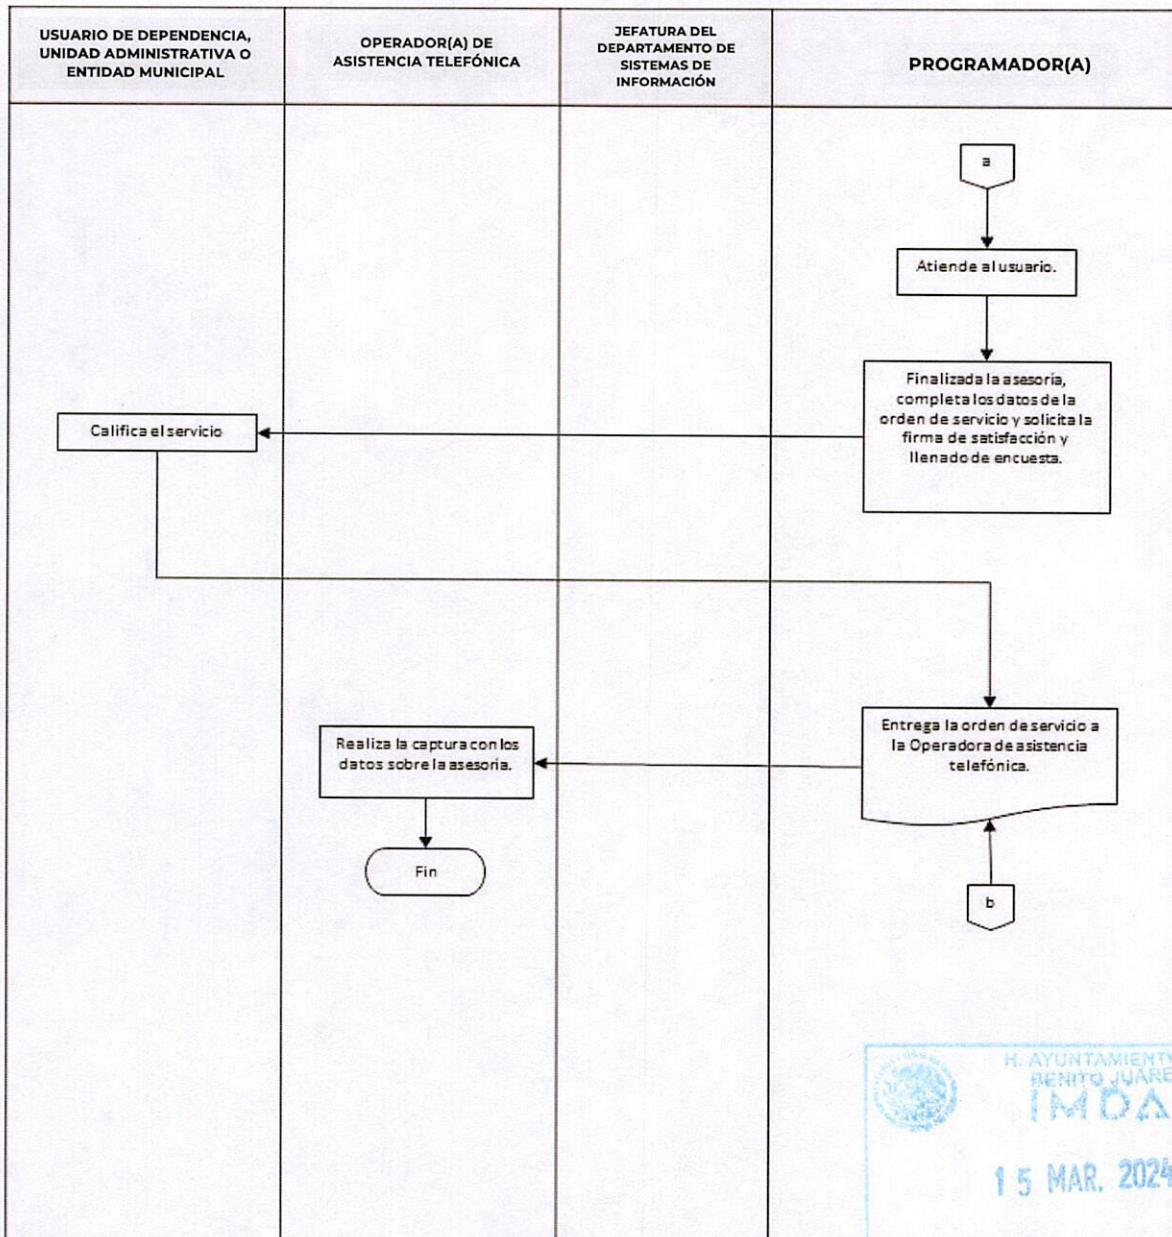 USUARIO DE DEPENDENCIA,
UNIDAD ADMINISTRATIVA O
ENTIDAD MUNICIPAL
OPERADOR(A) DE
ASISTENCIA TELEFÓNICA
JEFATURA DEL
DEPARTAMENTO DE
SISTEMAS DE
INFORMACIÓN
PROGRAMADOR(A)
a
Atiende al usuario.
Finalizada la asesoría,
completa los datos de la
orden de servicio y solicita la
firma de satisfacción y
llenado de encuesta.
Califica el servicio
Entrega la orden de servicio a
la Operadora de asistencia
telefónica.
Realiza la captura con los
datos sobre la asesoria.
Fin
b
H. AYUNTAMIENTO
BENITO JUARE
IMDA
15 MAR. 2024